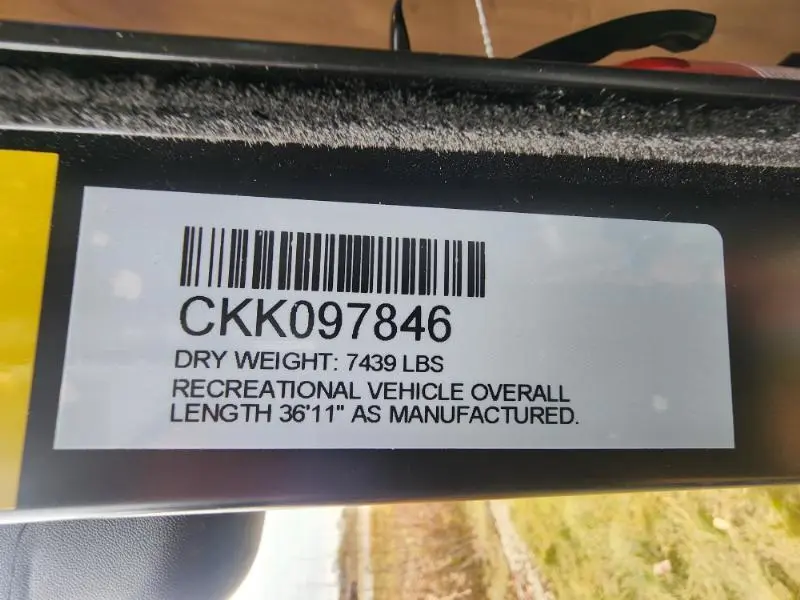 CKK097846
DRY WEIGHT: 7439 LBS
RECREATIONAL VEHICLE OVERALL
LENGTH 36'11" AS MANUFACTURED.